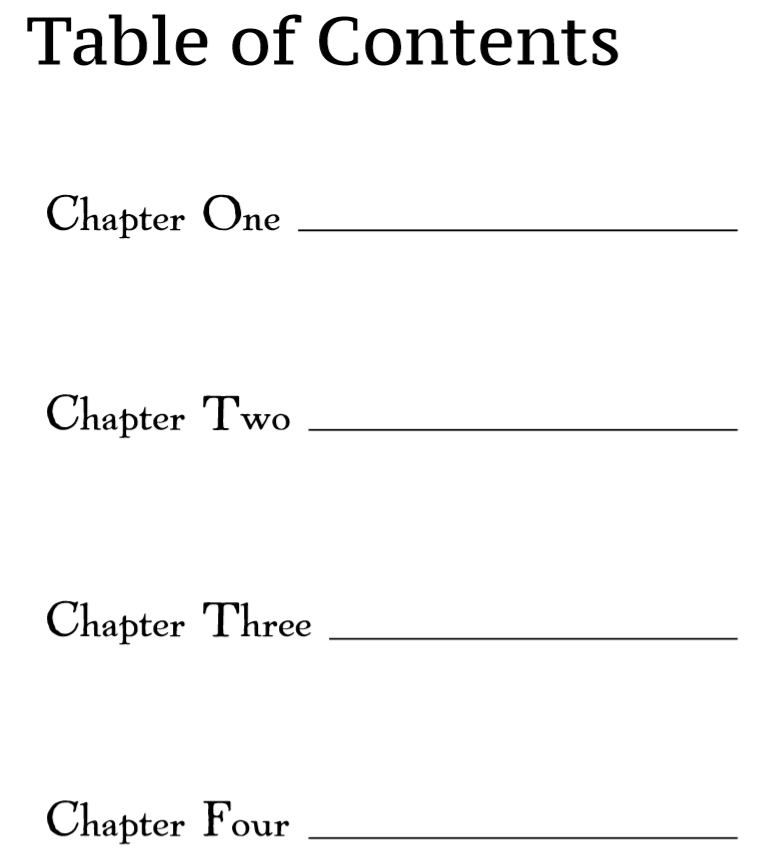 Table of Contents
Chapter One
Chapter Two
Chapter Three
Chapter Four